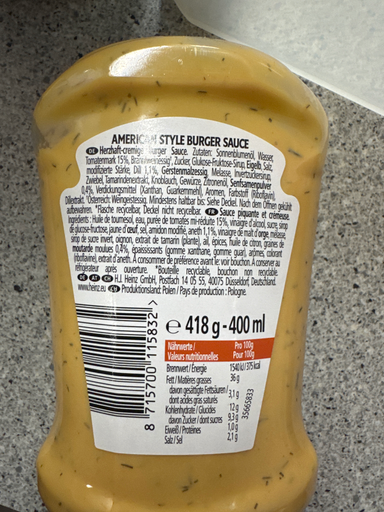 AMERICAN STYLE BURGER SAUCE
DE Herzhaft-cremige Burger Sauce. Zutaten: Sonnenblumenöl, Wasser,
Tomatenmark 15%, Branntweinessig*, Zucker, Glukose-Fruktose-Sirup, Eigelb, Salz,
modifizierte Stärke, Dill 1,1%, Gerstenmalzessig, Melasse, Invertzuckersirup,
Zwiebel, Tamarindenextrakt, Knoblauch, Gewürze, Zitronenöl, Senfsamenpulver
0,4%, Verdickungsmittel (Xanthan, Guarkernmehl), Aromen, Farbstoff (Riboflavin),
Dillextrakt. *Österreich: Weingeistessig. Mindestens haltbar bis: Siehe Deckel. Nach dem Öffnen gekühlt
aufbewahren. *Flasche recycelbar, Deckel nicht recycelbar. FR Sauce piquante et crémeuse.
Ingrédients : Huile de tournesol, eau, purée de tomates mi-réduite 15%, vinaigre d'alcool, sucre, sirop
de glucose-fructose, jaune d'œuf, sel, amidon modifié, aneth 1,1%, vinaigre de malt d'orge, mélasse,
sirop de sucre inverti, oignon, extrait de tamarin (plante), ail, épices, huile de citron, graines de
moutarde moulues 0,4%, épaississants (gomme xanthane, gomme guar), arômes, colorant
(riboflavine), extrait d'aneth. A consommer de préférence avant le: voir bouchon. À conserver au
réfrigérateur après ouverture. *Bouteille recyclable, bouchon non recyclable.
DE AT CH H.J. Heinz GmbH, Postfach 14 05 55, 40075 Düsseldorf, Deutschland.
www.heinz.eu CH Produktionsland: Polen / Pays de production : Pologne.
8 715700 115832 >
℮ 418 g - 400 ml
Nährwerte / Pro 100g
Valeurs nutritionnelles Pour 100g
Brennwert / Énergie 1540 kJ / 375 kcal
Fett / Matières grasses 36 g
davon gesättigte Fettsäuren /
dont acides gras saturés 3,1 g
Kohlenhydrate / Glucides 12 g
davon Zucker / dont sucres 9,3 g
Eiweiß / Protéines 1,0 g
Salz / Sel 2,1 g
35665833